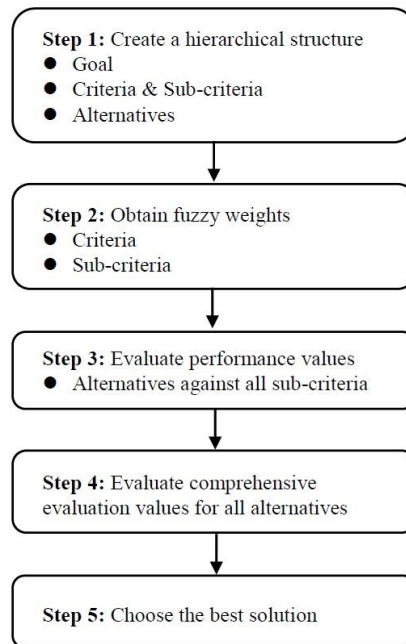 Step 1: Create a hierarchical structure
● Goal
● Criteria & Sub-criteria
● Alternatives
Step 2: Obtain fuzzy weights
● Criteria
● Sub-criteria
Step 3: Evaluate performance values
● Alternatives against all sub-criteria
Step 4: Evaluate comprehensive
evaluation values for all alternatives
Step 5: Choose the best solution